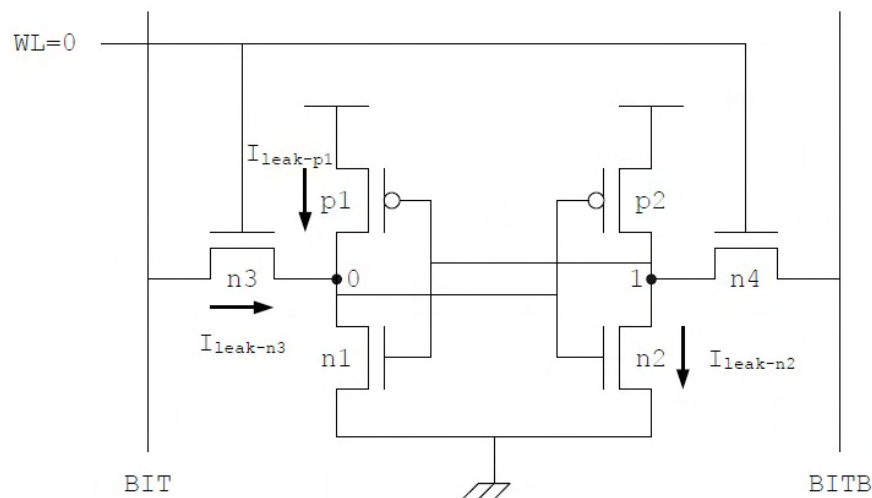 WL=0
I leak-p1
p1
p2
0
1
n3
n4
I leak-n3
n1
n2
I leak-n2
BIT
BITB